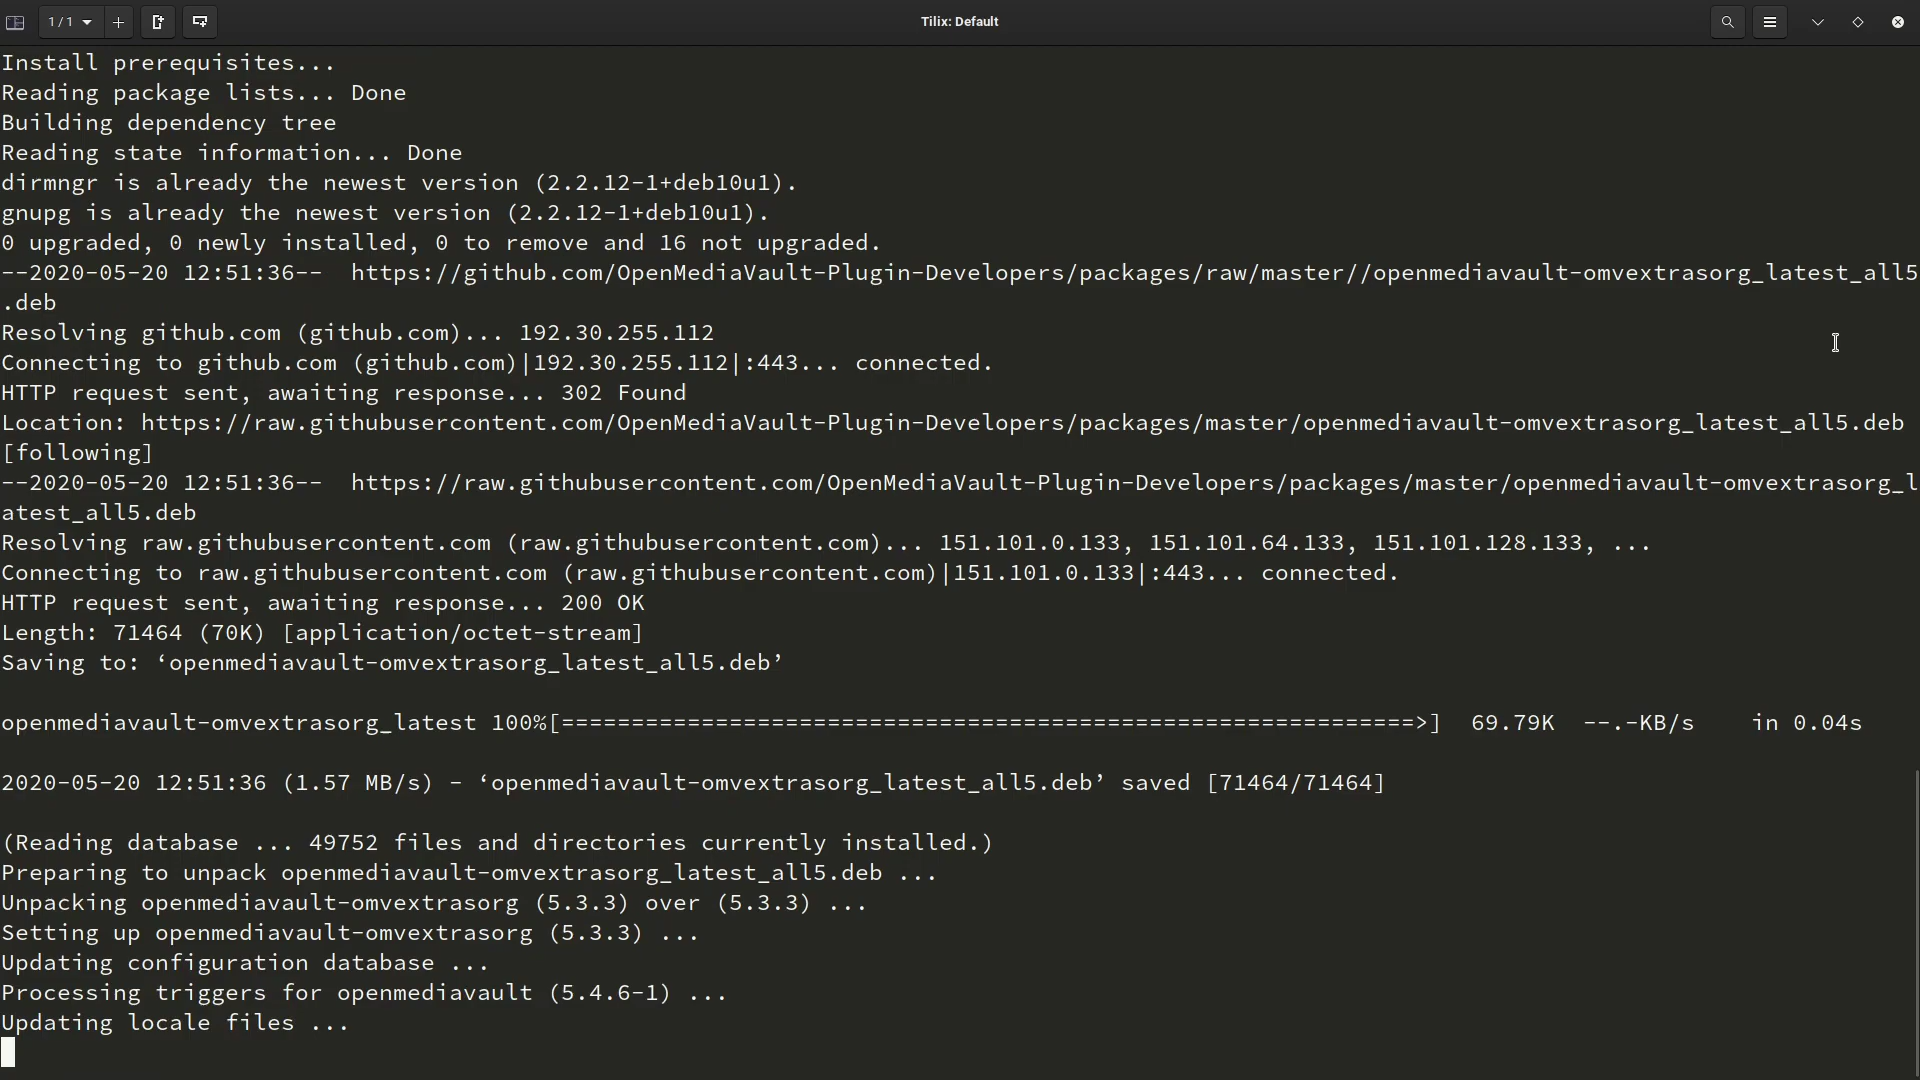 1 / 1
Tilix: Default
Install prerequisites...
Reading package lists... Done
Building dependency tree
Reading state information... Done
dirmngr is already the newest version (2.2.12-1+deb10u1).
gnupg is already the newest version (2.2.12-1+deb10u1).
0 upgraded, 0 newly installed, 0 to remove and 16 not upgraded.
--2020-05-20 12:51:36--  https://github.com/OpenMediaVault-Plugin-Developers/packages/raw/master//openmediavault-omvextrasorg_latest_all5
.deb
Resolving github.com (github.com)... 192.30.255.112
Connecting to github.com (github.com)|192.30.255.112|:443... connected.
HTTP request sent, awaiting response... 302 Found
Location: https://raw.githubusercontent.com/OpenMediaVault-Plugin-Developers/packages/master/openmediavault-omvextrasorg_latest_all5.deb
[following]
--2020-05-20 12:51:36--  https://raw.githubusercontent.com/OpenMediaVault-Plugin-Developers/packages/master/openmediavault-omvextrasorg_l
atest_all5.deb
Resolving raw.githubusercontent.com (raw.githubusercontent.com)... 151.101.0.133, 151.101.64.133, 151.101.128.133, ...
Connecting to raw.githubusercontent.com (raw.githubusercontent.com)|151.101.0.133|:443... connected.
HTTP request sent, awaiting response... 200 OK
Length: 71464 (70K) [application/octet-stream]
Saving to: ‘openmediavault-omvextrasorg_latest_all5.deb’
openmediavault-omvextrasorg_latest 100%[=============================================================>]  69.79K  --.-KB/s    in 0.04s
2020-05-20 12:51:36 (1.57 MB/s) - ‘openmediavault-omvextrasorg_latest_all5.deb’ saved [71464/71464]
(Reading database ... 49752 files and directories currently installed.)
Preparing to unpack openmediavault-omvextrasorg_latest_all5.deb ...
Unpacking openmediavault-omvextrasorg (5.3.3) over (5.3.3) ...
Setting up openmediavault-omvextrasorg (5.3.3) ...
Updating configuration database ...
Processing triggers for openmediavault (5.4.6-1) ...
Updating locale files ...